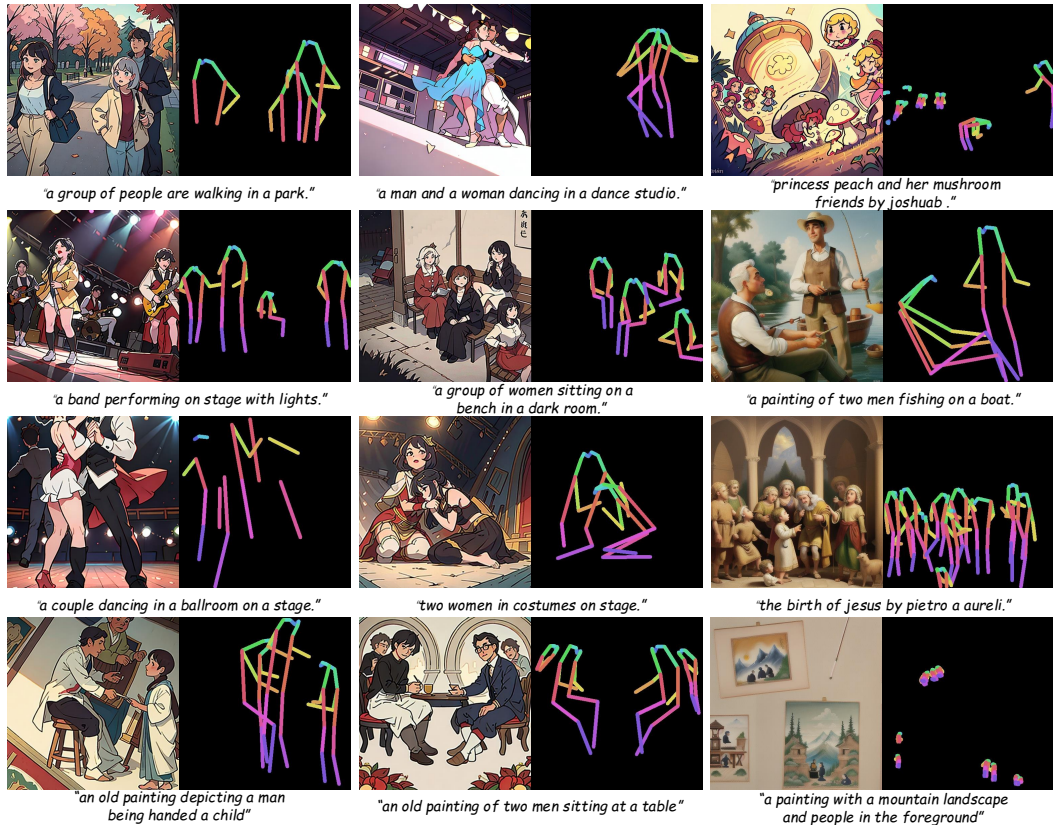 "a group of people are walking in a park."
"a man and a woman dancing in a dance studio."
"princess peach and her mushroom
friends by joshuab ."
"a band performing on stage with lights."
"a group of women sitting on a
bench in a dark room."
"a painting of two men fishing on a boat."
"a couple dancing in a ballroom on a stage."
"two women in costumes on stage."
"the birth of jesus by pietro a aureli."
"an old painting depicting a man
being handed a child"
"an old painting of two men sitting at a table"
"a painting with a mountain landscape
and people in the foreground"